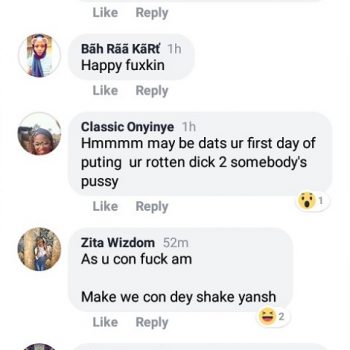 Like Reply
Bãh Rãã KãRť 1h
Happy fuxkin
Like Reply
Classic Onyinye 1h
Hmmmm may be dats ur first day of
puting ur rotten dick 2 somebody's
pussy
Like Reply
1
Zita Wizdom 52m
As u con fuck am
Make we con dey shake yansh
2
Like Reply